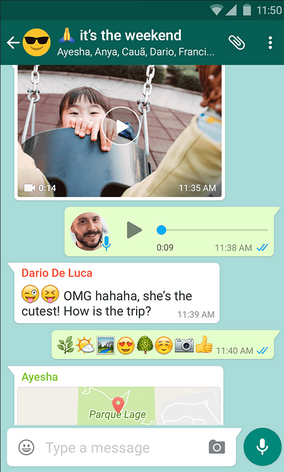 11:50
🙏 it's the weekend
Ayesha, Anya, Cauã, Dario, Franci...
0:14 11:35 AM
0:09 11:38 AM
Dario De Luca
😜😝 OMG hahaha, she's the
cutest! How is the trip?
11:39 AM
🌿🌤🏞😍🌳☺️📷👍 11:40 AM
Ayesha
Parque Lage
Type a message